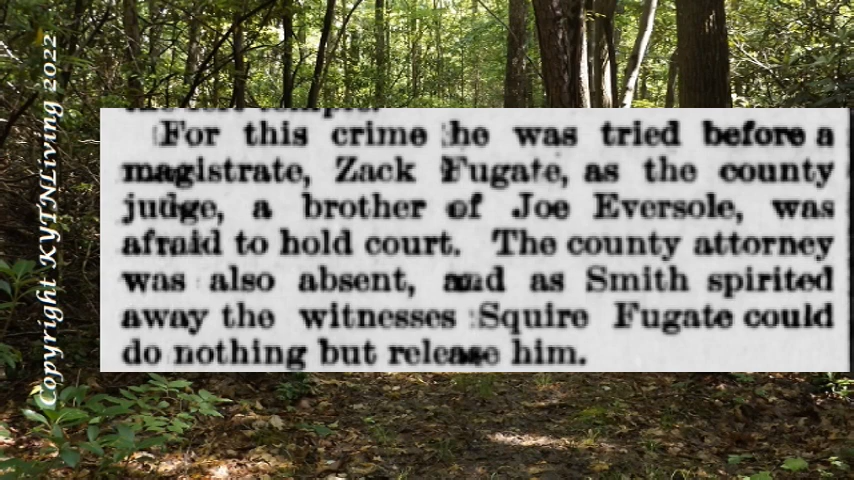 For this crime he was tried before a
magistrate, Zack Fugate, as the county
judge, a brother of Joe Eversole, was
afraid to hold court. The county attorney
was also absent, and as Smith spirited
away the witnesses Squire Fugate could
do nothing but release him.
Copyright KYTNLiving 2022